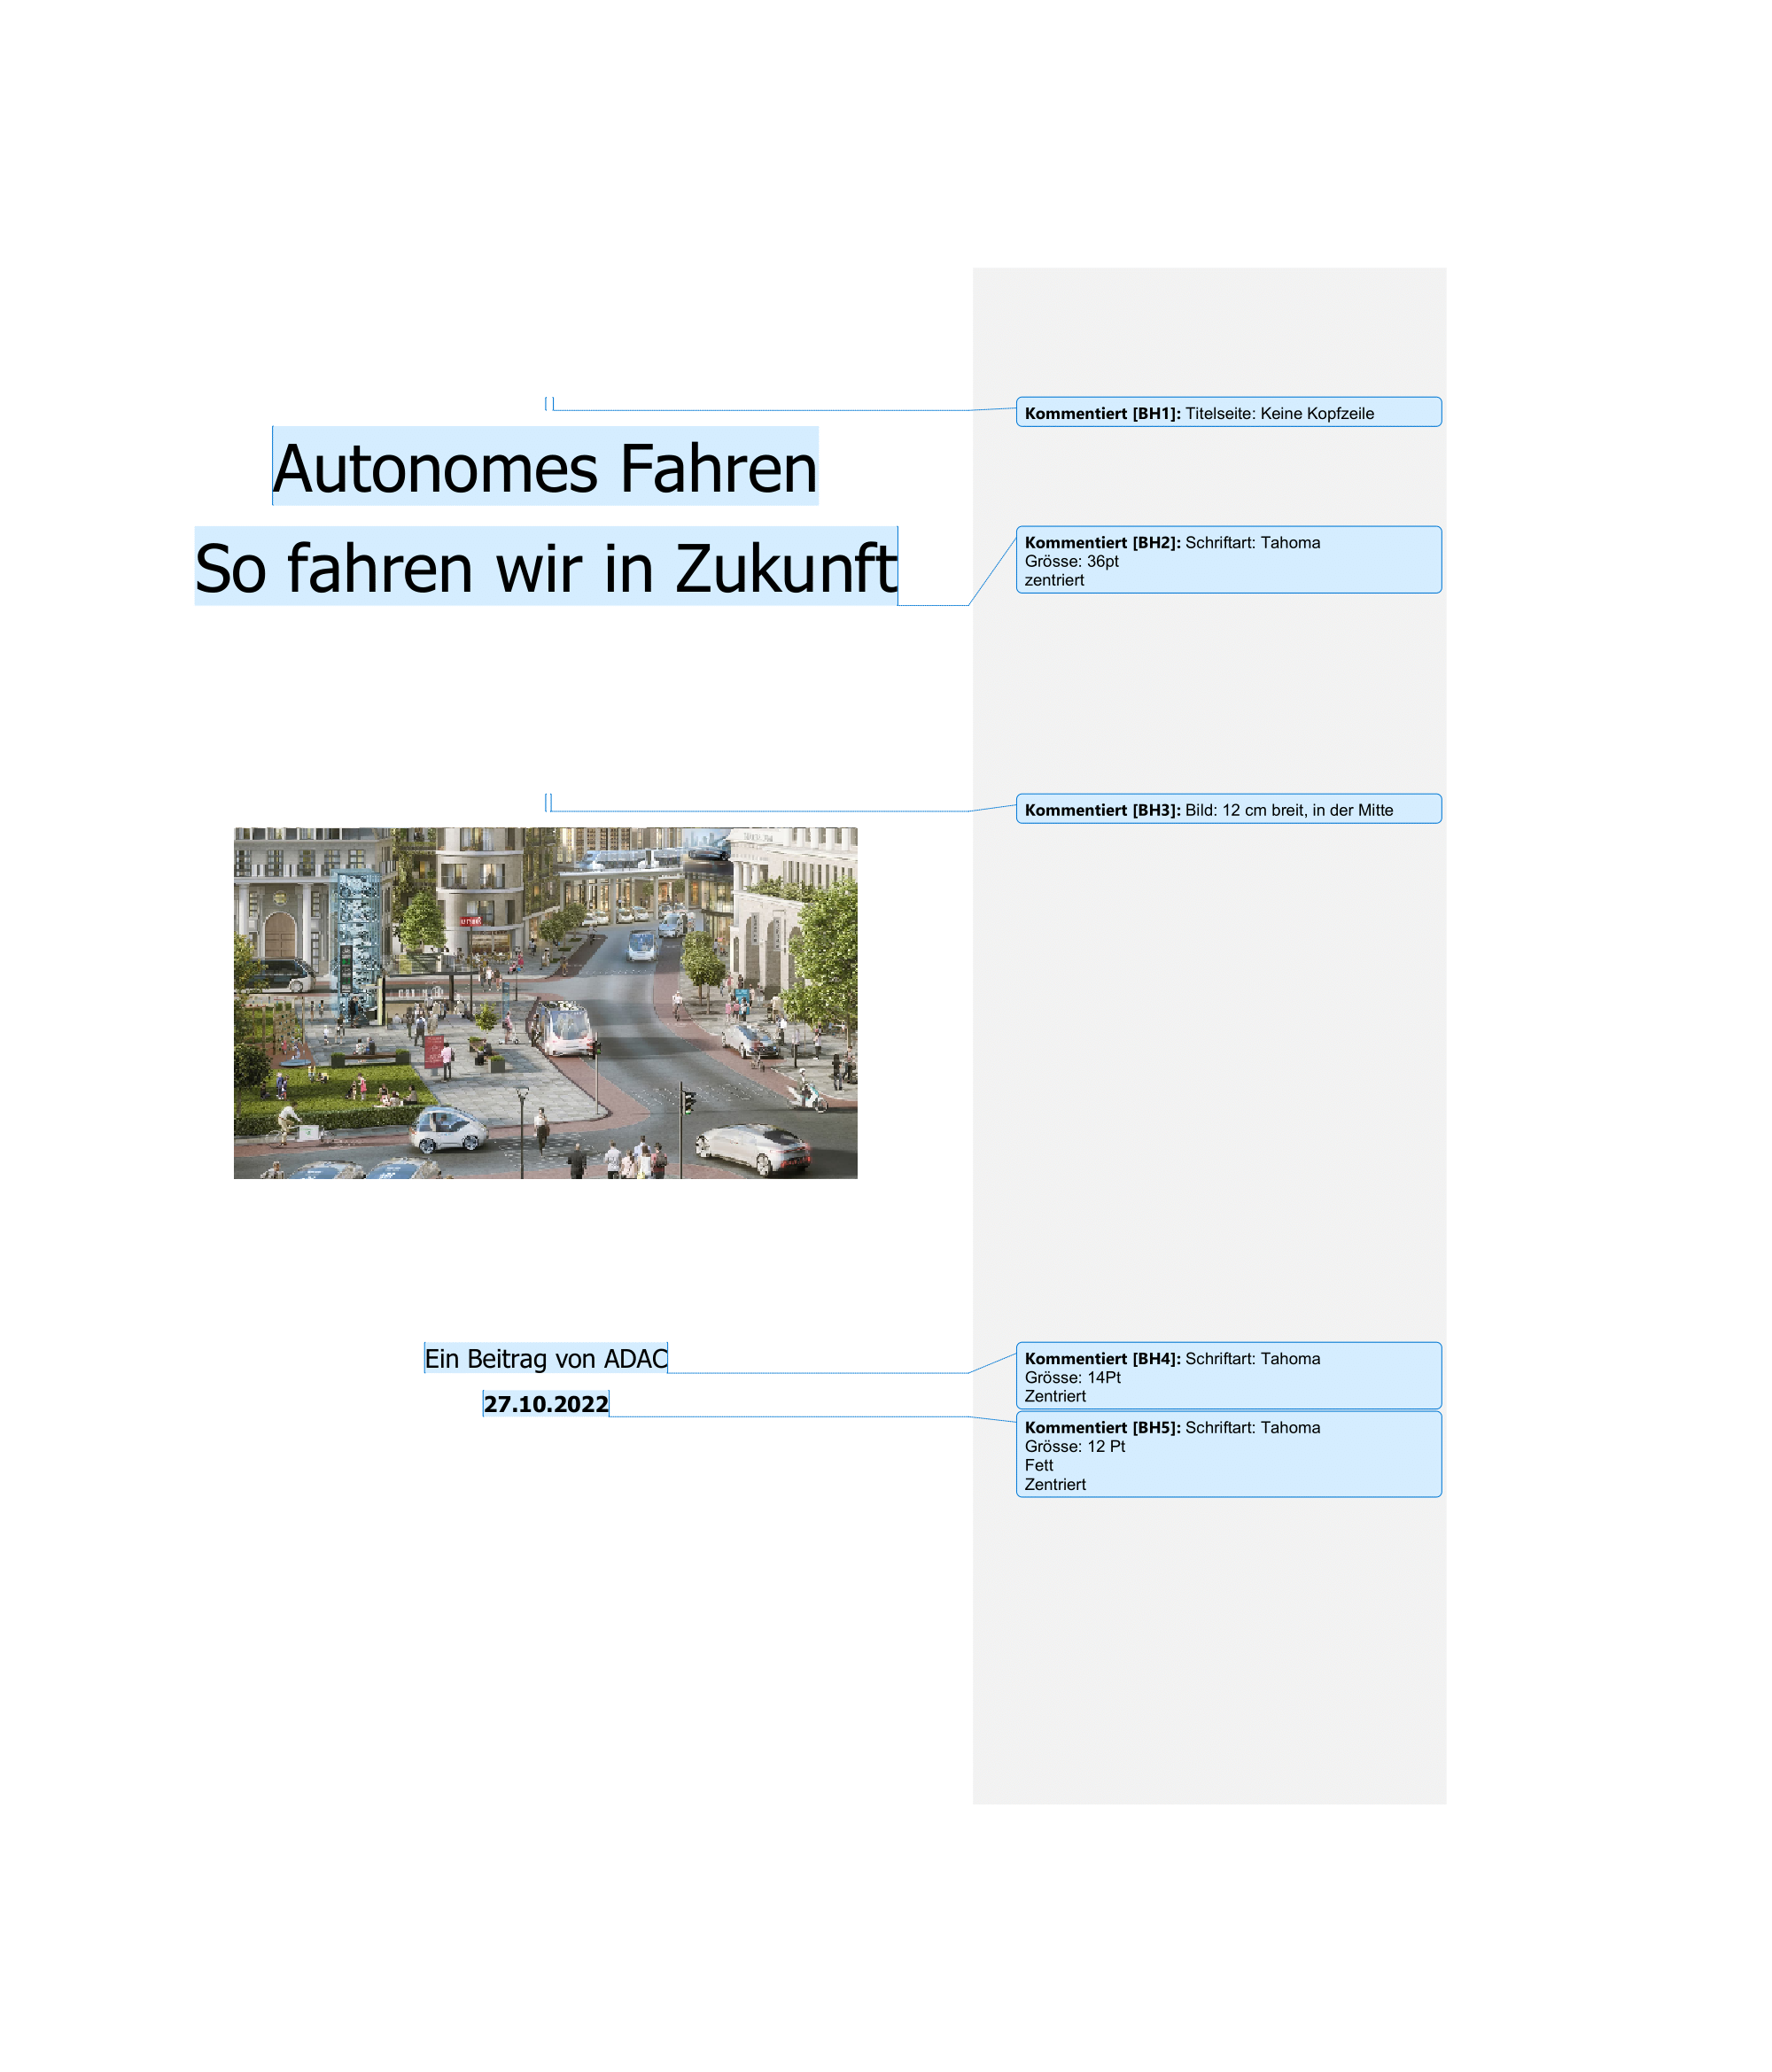 Kommentiert [BH1]: Titelseite: Keine Kopfzeile
Autonomes Fahren
So fahren wir in Zukunft
Kommentiert [BH2]: Schriftart: Tahoma
Grösse: 36pt
zentriert
Kommentiert [BH3]: Bild: 12 cm breit, in der Mitte
Ein Beitrag von ADAC
Kommentiert [BH4]: Schriftart: Tahoma
Grösse: 14Pt
Zentriert
27.10.2022
Kommentiert [BH5]: Schriftart: Tahoma
Grösse: 12 Pt
Fett
Zentriert